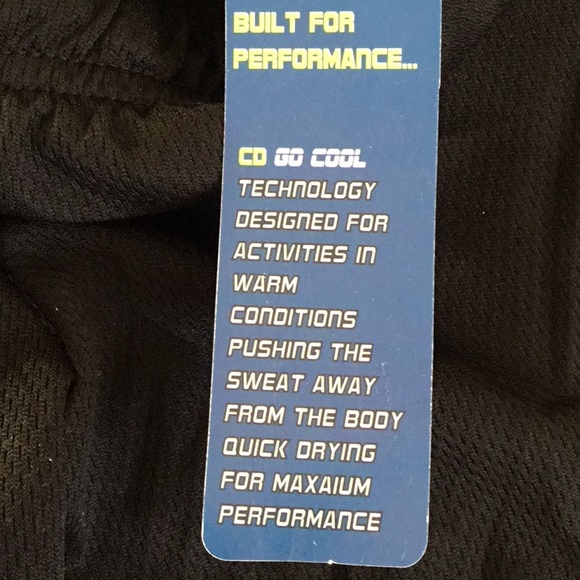 BUILT FOR
PERFORMANCE...
CD GO COOL
TECHNOLOGY
DESIGNED FOR
ACTIVITIES IN
WARM
CONDITIONS
PUSHING THE
SWEAT AWAY
FROM THE BODY
QUICK DRYING
FOR MAXAIUM
PERFORMANCE